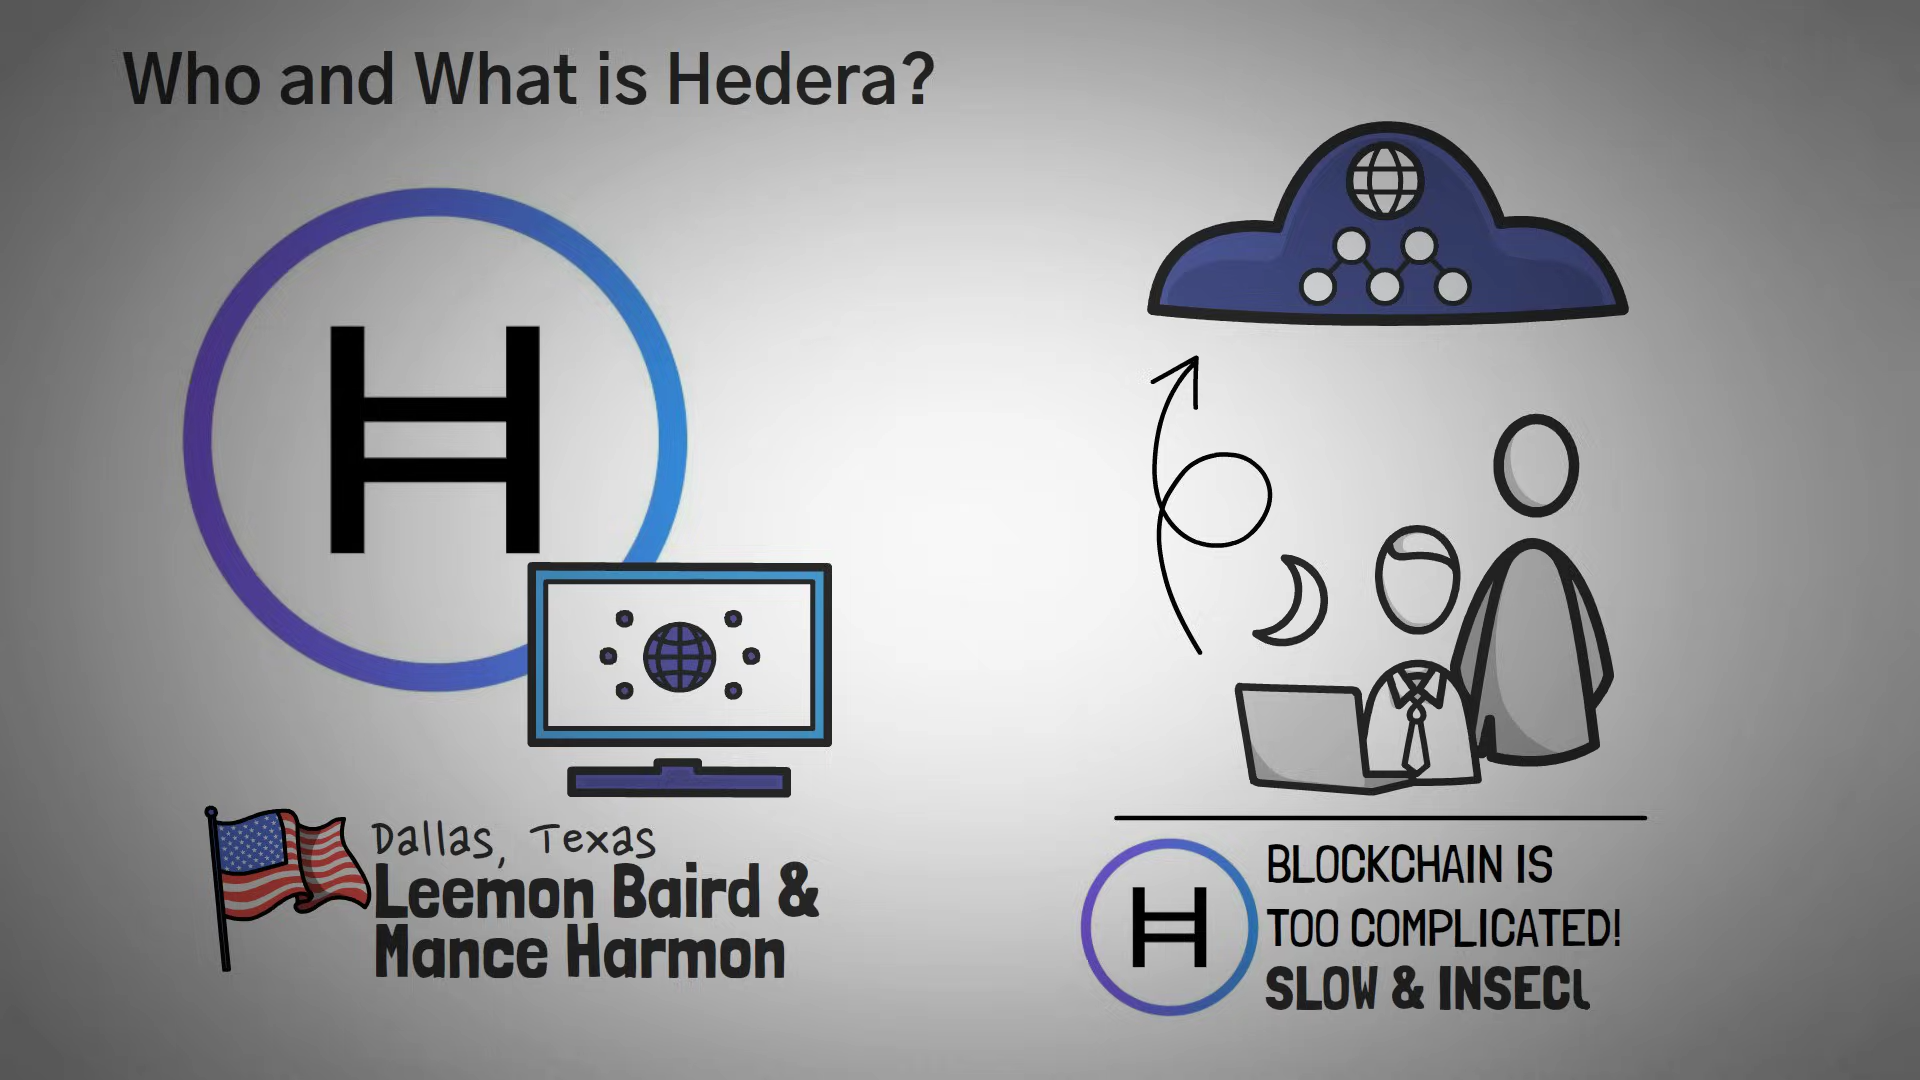 Who and What is Hedera?
Dallas, Texas
Leemon Baird &
Mance Harmon
BLOCKCHAIN IS
TOO COMPLICATED!
SLOW &